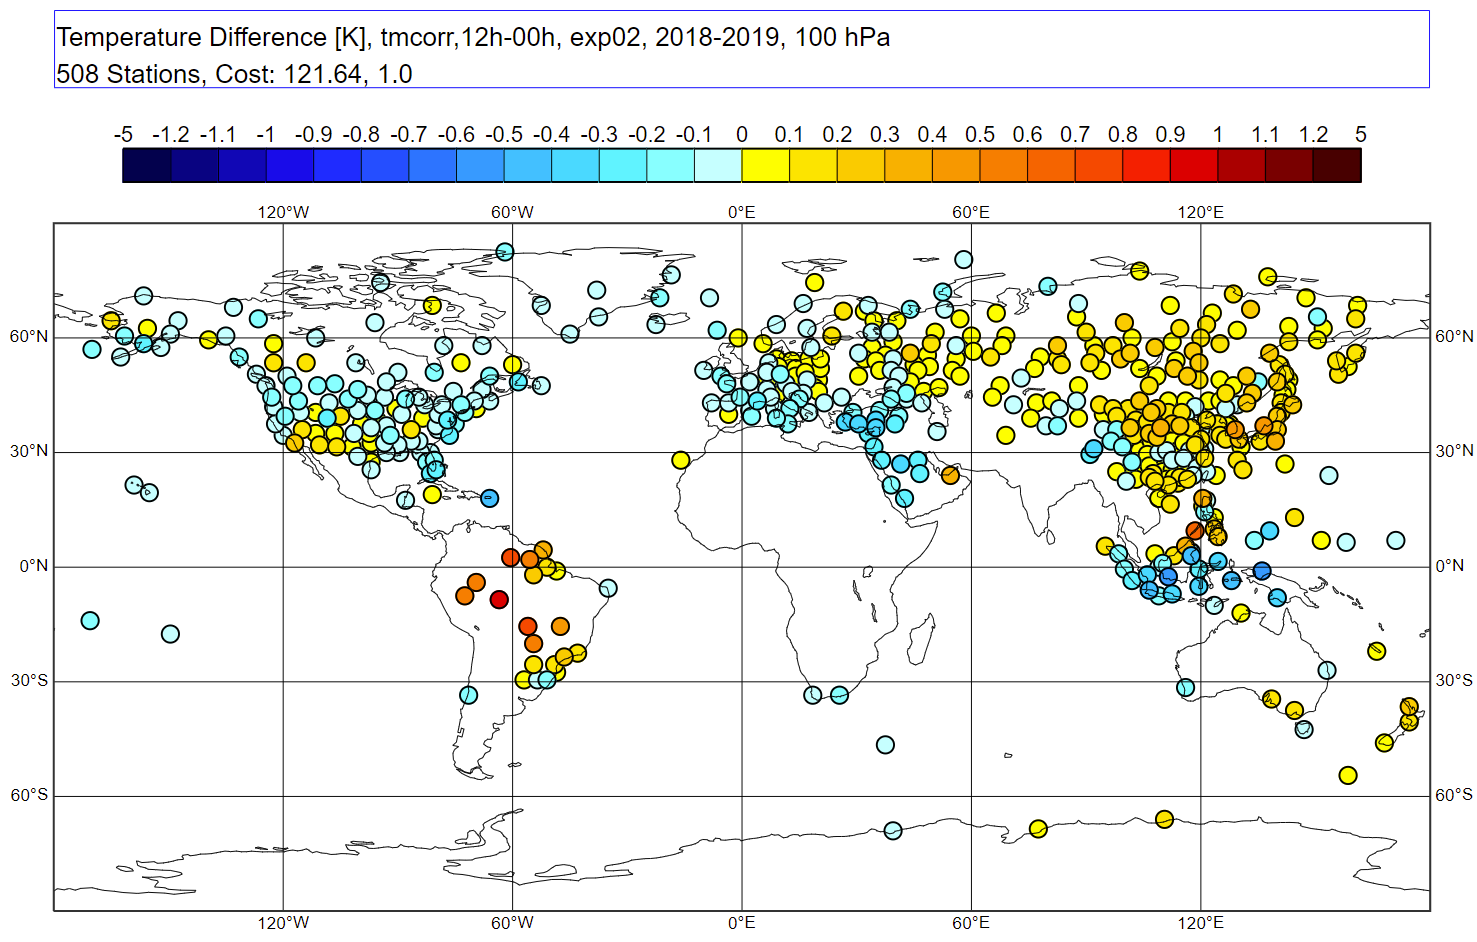 Temperature Difference [K], tmcorr,12h-00h, exp02, 2018-2019, 100 hPa
508 Stations, Cost: 121.64, 1.0
-5 -1.2 -1.1 -1 -0.9 -0.8 -0.7 -0.6 -0.5 -0.4 -0.3 -0.2 -0.1 0 0.1 0.2 0.3 0.4 0.5 0.6 0.7 0.8 0.9 1 1.1 1.2 5
120°W 60°W 0°E 60°E 120°E
60°N 60°N
30°N 30°N
0°N 0°N
30°S 30°S
60°S 60°S
120°W 60°W 0°E 60°E 120°E